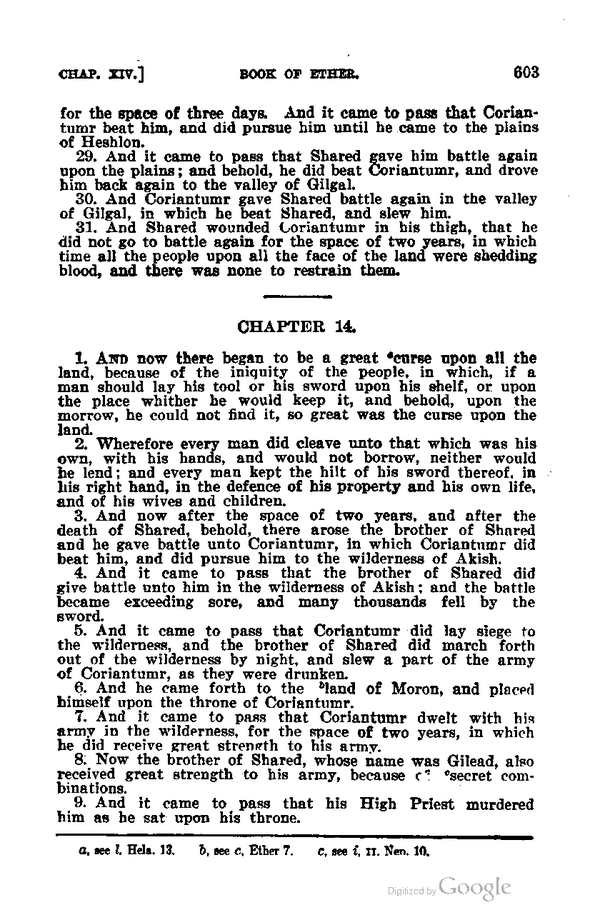 CHAP. XIV.] BOOK OF ETHER. 603
for the space of three days. And it came to pass that Corian-
tumr beat him, and did pursue him until he came to the plains
of Heshlon.
29. And it came to pass that Shared gave him battle again
upon the plains; and behold, he did beat Coriantumr, and drove
him back again to the valley of Gilgal.
30. And Coriantumr gave Shared battle again in the valley
of Gilgal, in which he beat Shared, and slew him.
31. And Shared wounded Coriantumr in his thigh, that he
did not go to battle again for the space of two years, in which
time all the people upon all the face of the land were shedding
blood, and there was none to restrain them.
CHAPTER 14.
1. AND now there began to be a great ᵃcurse upon all the
land, because of the iniquity of the people, in which, if a
man should lay his tool or his sword upon his shelf, or upon
the place whither he would keep it, and behold, upon the
morrow, he could not find it, so great was the curse upon the
land.
2. Wherefore every man did cleave unto that which was his
own, with his hands, and would not borrow, neither would
he lend; and every man kept the hilt of his sword thereof, in
his right hand, in the defence of his property and his own life,
and of his wives and children.
3. And now after the space of two years, and after the
death of Shared, behold, there arose the brother of Shared
and he gave battle unto Coriantumr, in which Coriantumr did
beat him, and did pursue him to the wilderness of Akish.
4. And it came to pass that the brother of Shared did
give battle unto him in the wilderness of Akish; and the battle
became exceeding sore, and many thousands fell by the
sword.
5. And it came to pass that Coriantumr did lay siege to
the wilderness, and the brother of Shared did march forth
out of the wilderness by night, and slew a part of the army
of Coriantumr, as they were drunken.
6. And he came forth to the ᵇland of Moron, and placed
himself upon the throne of Coriantumr.
7. And it came to pass that Coriantumr dwelt with his
army in the wilderness, for the space of two years, in which
he did receive great strength to his army.
8. Now the brother of Shared, whose name was Gilead, also
received great strength to his army, because of ᶜsecret com-
binations.
9. And it came to pass that his High Priest murdered
him as he sat upon his throne.
a, see l, Hela. 13. b, see c, Ether 7. c, see i, II. Nep. 10.
Digitized by Google